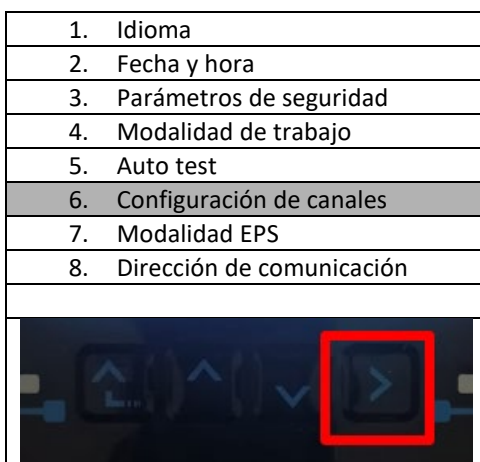 1. Idioma
2. Fecha y hora
3. Parámetros de seguridad
4. Modalidad de trabajo
5. Auto test
6. Configuración de canales
7. Modalidad EPS
8. Dirección de comunicación